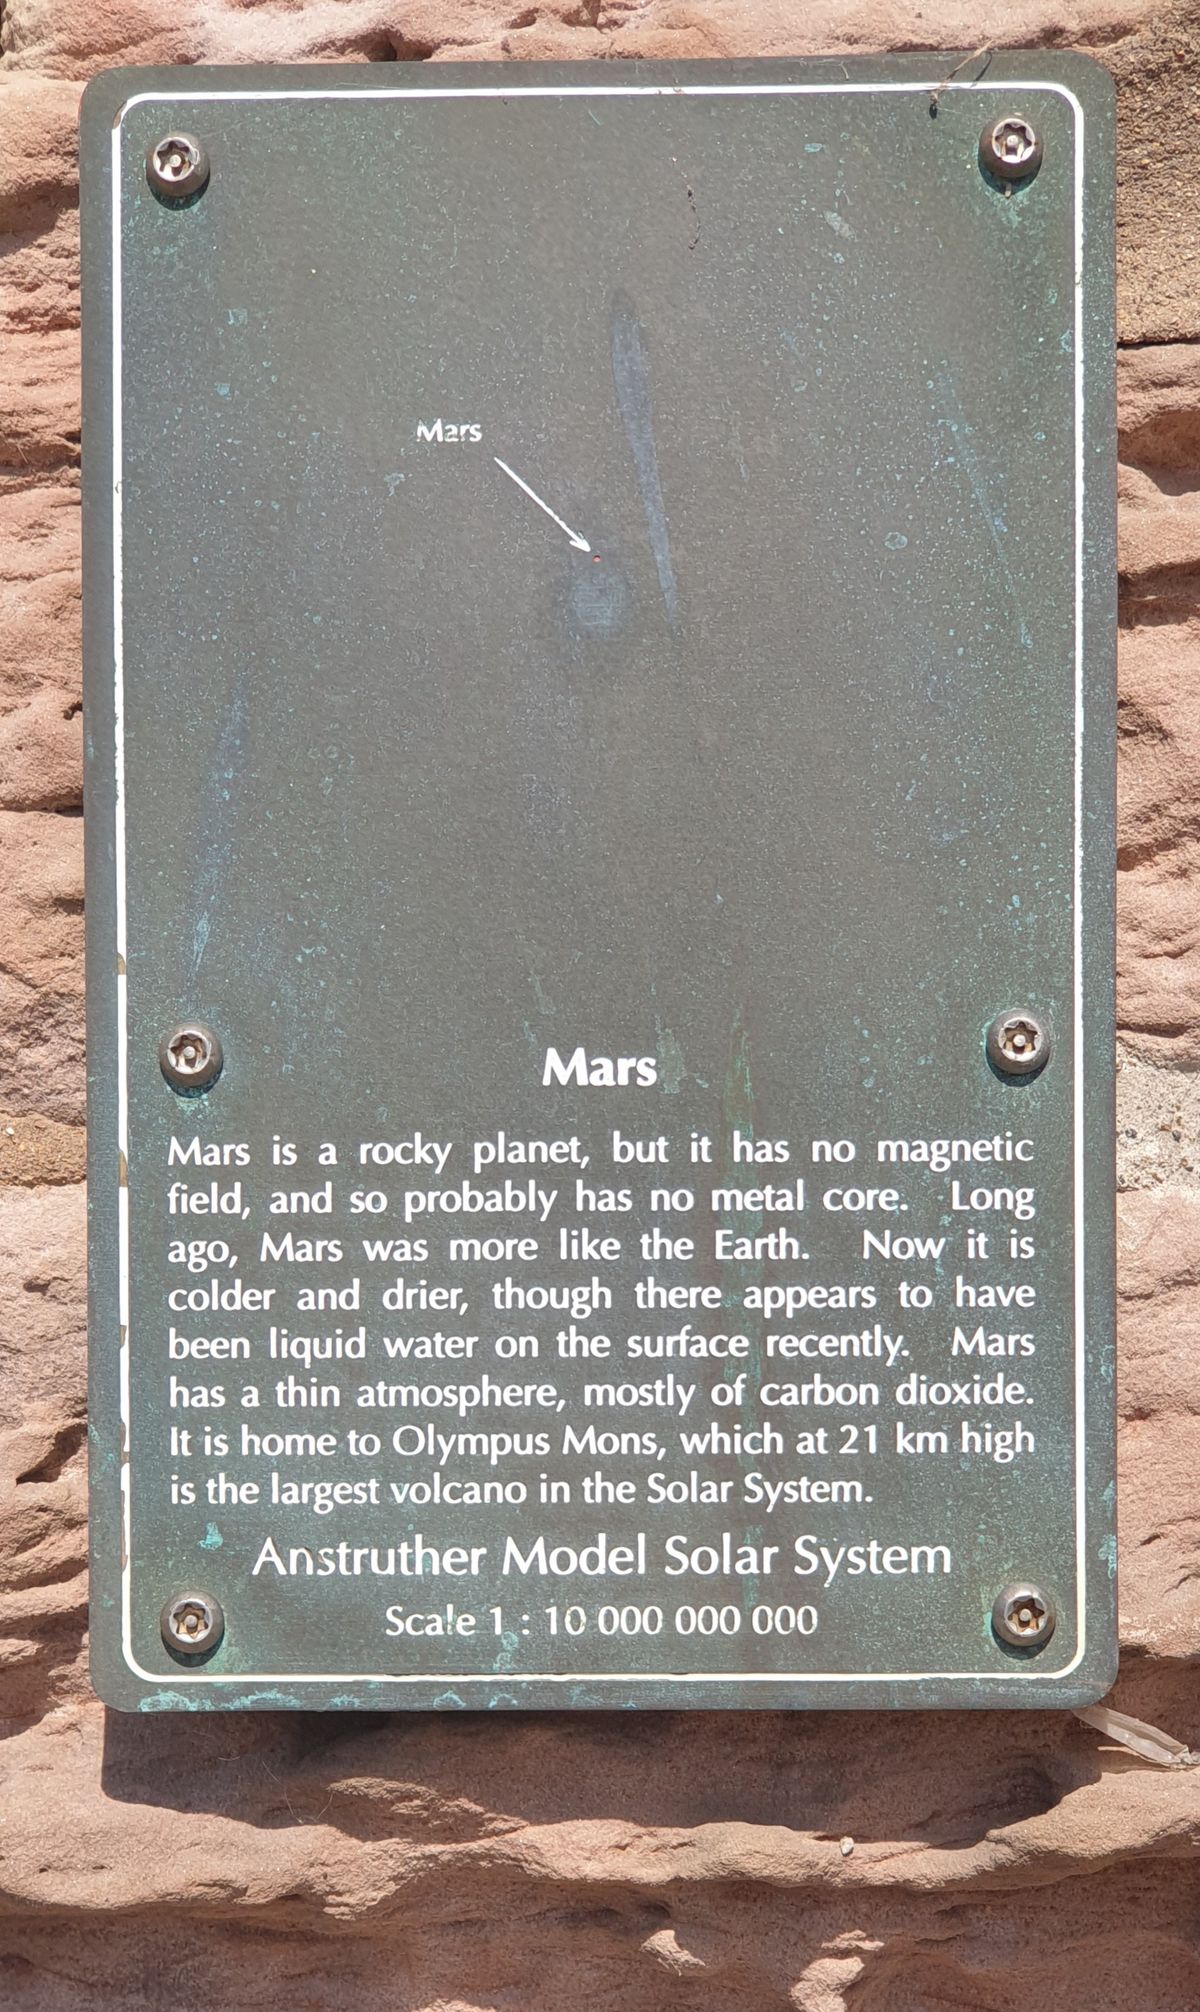 Mars
Mars
Mars is a rocky planet, but it has no magnetic
field, and so probably has no metal core. Long
ago, Mars was more like the Earth. Now it is
colder and drier, though there appears to have
been liquid water on the surface recently. Mars
has a thin atmosphere, mostly of carbon dioxide.
It is home to Olympus Mons, which at 21 km high
is the largest volcano in the Solar System.
Anstruther Model Solar System
Scale 1 : 10 000 000 000